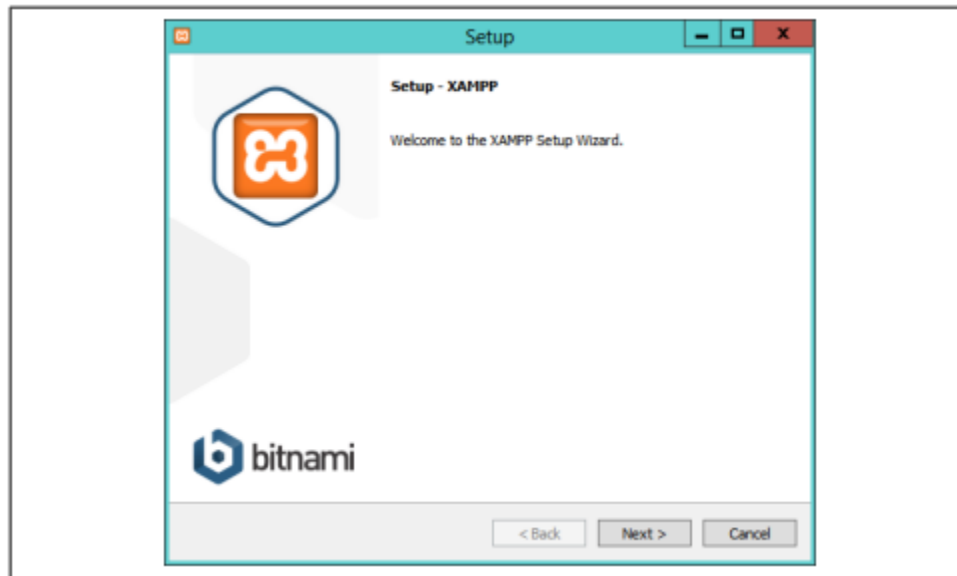 Setup
Setup - XAMPP
Welcome to the XAMPP Setup Wizard.
bitnami
< Back
Next >
Cancel